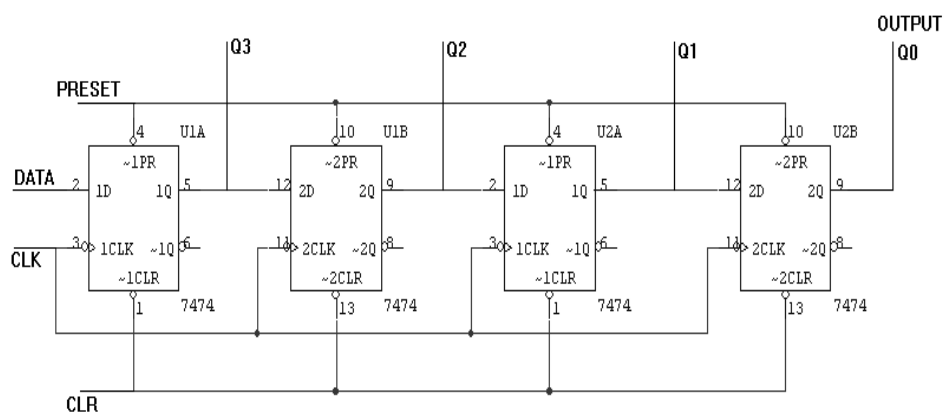 OUTPUT
Q3
Q2
Q1
Q0
PRESET
4
U1A
10
U1B
4
U2A
10
U2B
~1PR
~2PR
~1PR
~2PR
DATA
2
1D
1Q
5
12
2D
2Q
9
2
1D
1Q
5
12
2D
2Q
9
CLK
3
1CLK
~1Q
6
11
2CLK
~2Q
8
3
1CLK
~1Q
6
11
2CLK
~2Q
8
~1CLR
~2CLR
~1CLR
~2CLR
1
7474
13
7474
1
7474
13
7474
CLR